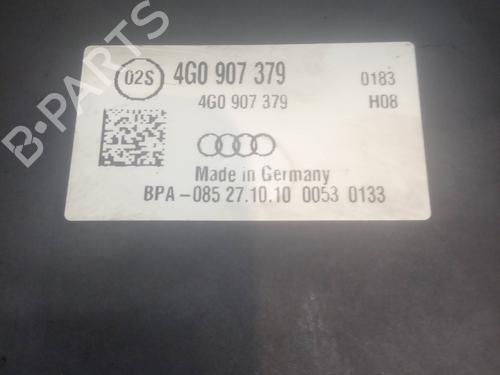 02S 4G0 907 379 0183
4G0 907 379 H08
Made in Germany
BPA-085 27.10.10 0053 0133
B-PARTS